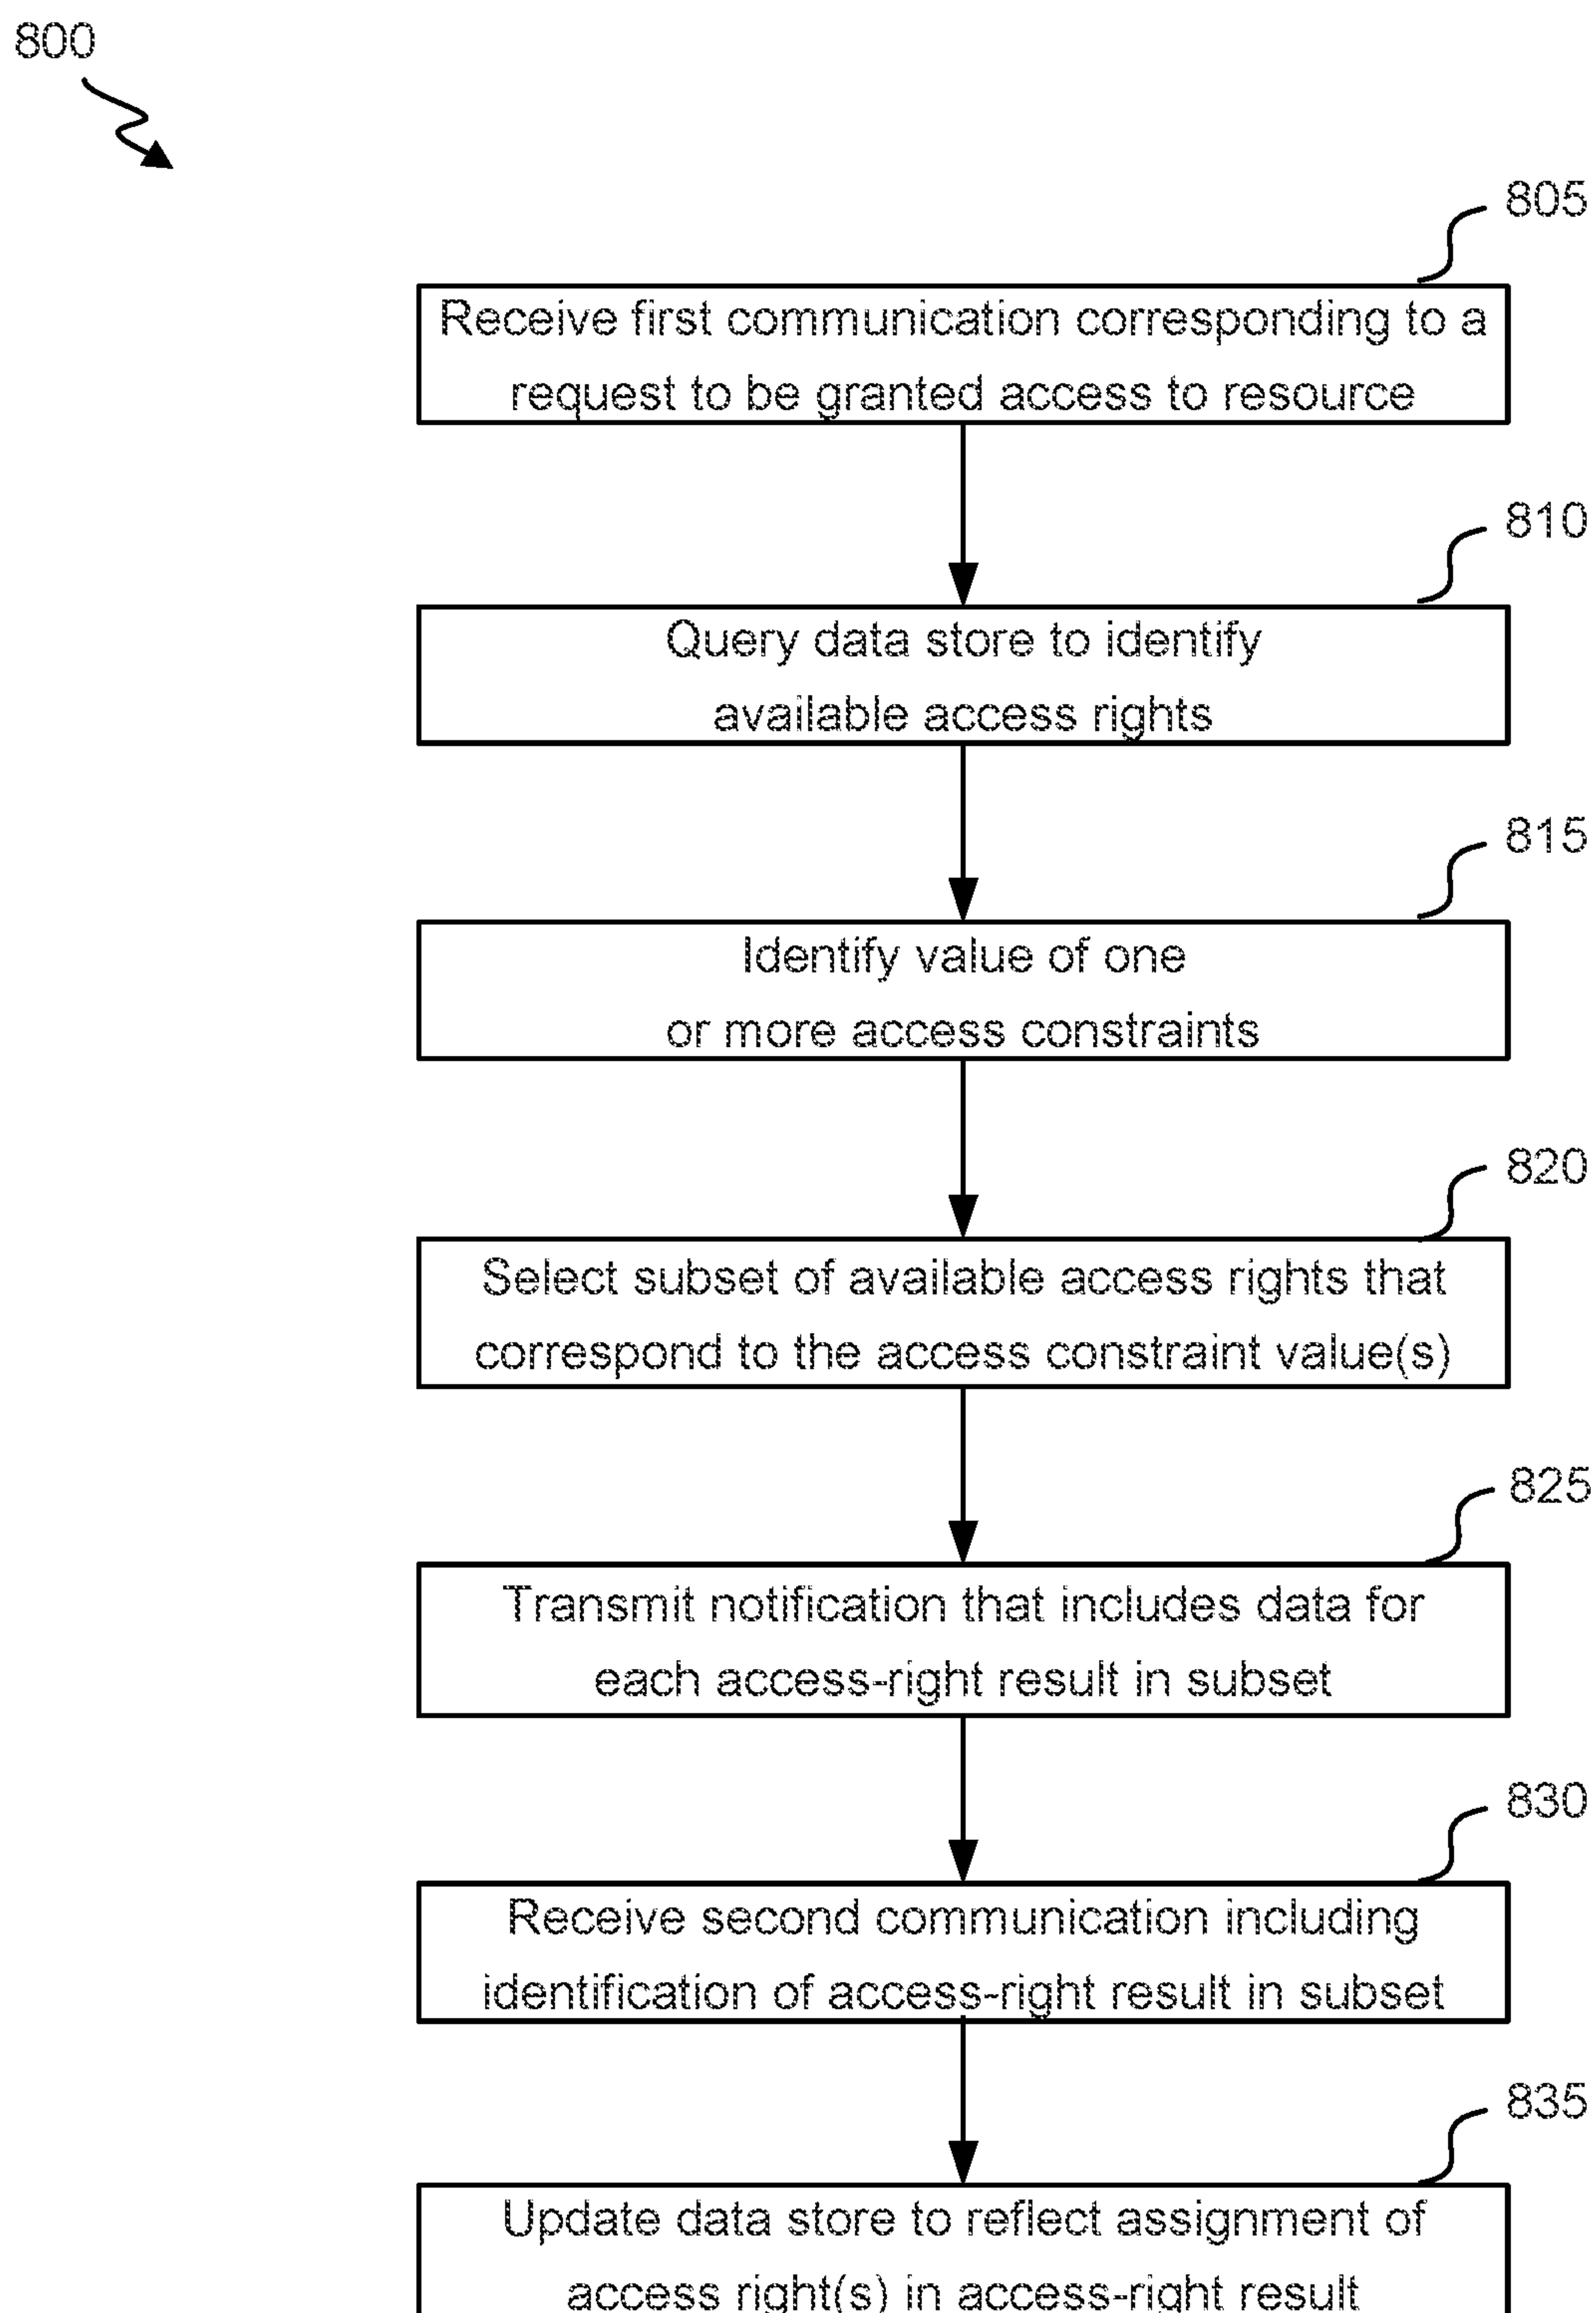 800
805
Receive first communication corresponding to a
request to be granted access to resource
810
Query data store to identify
available access rights
815
Identify value of one
or more access constraints
820
Select subset of available access rights that
correspond to the access constraint value(s)
825
Transmit notification that includes data for
each access-right result in subset
830
Receive second communication including
identification of access-right result in subset
835
Update data store to reflect assignment of
access right(s) in access-right result